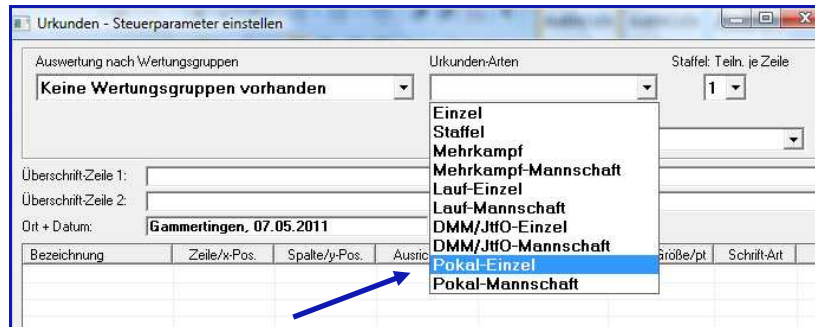 Urkunden - Steuerparameter einstellen
Auswertung nach Wertungsgruppen
Urkunden-Arten
Staffel: Teiln. je Zeile
Keine Wertungsgruppen vorhanden
1
Einzel
Staffel
Mehrkampf
Mehrkampf-Mannschaft
Lauf-Einzel
Lauf-Mannschaft
DMM/JtfO-Einzel
DMM/JtfO-Mannschaft
Pokal-Einzel
Pokal-Mannschaft
Überschrift-Zeile 1:
Überschrift-Zeile 2:
Ort + Datum:
Gammertingen, 07.05.2011
Bezeichnung
Zeile/x-Pos.
Spalte/y-Pos.
Ausric
Größe/pt
Schrift-Art